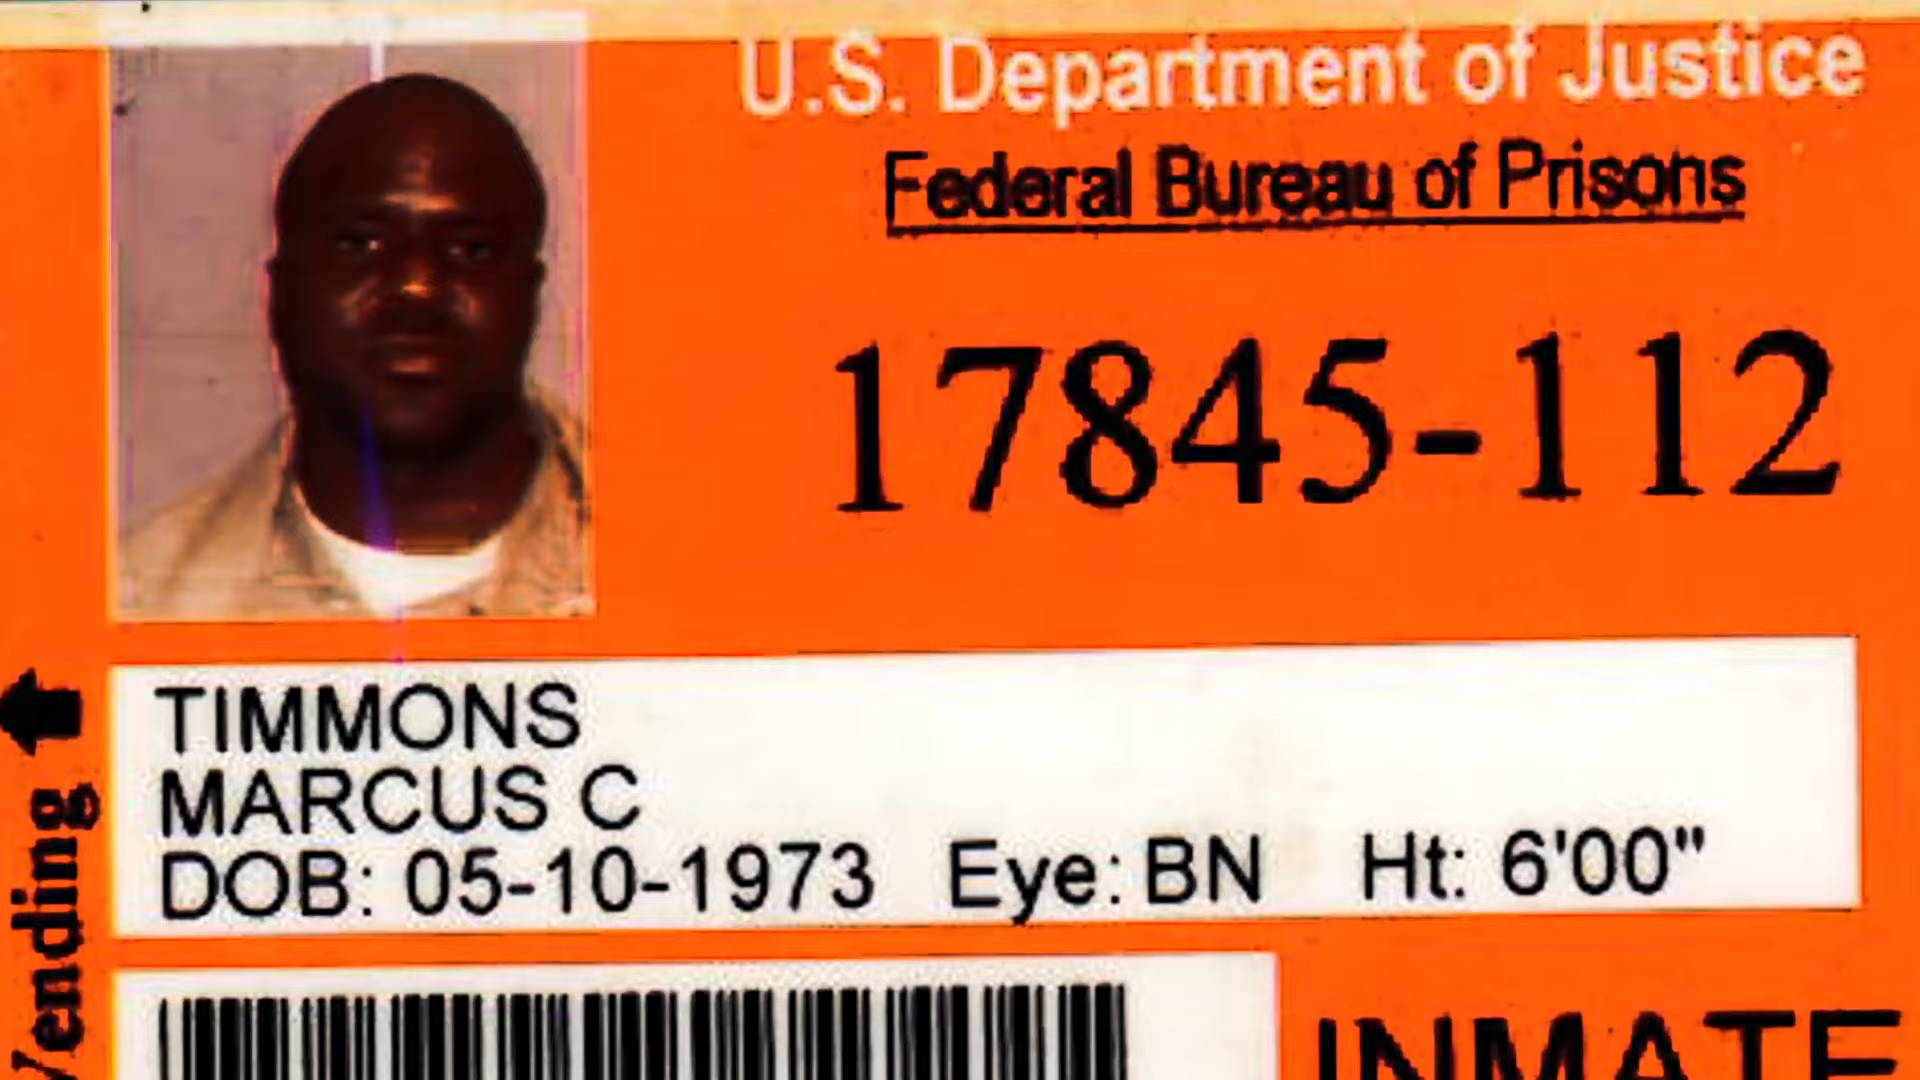 U.S. Department of Justice
Federal Bureau of Prisons
17845-112
TIMMONS
MARCUS C
DOB: 05-10-1973 Eye: BN Ht: 6'00"
Vending
INMATE